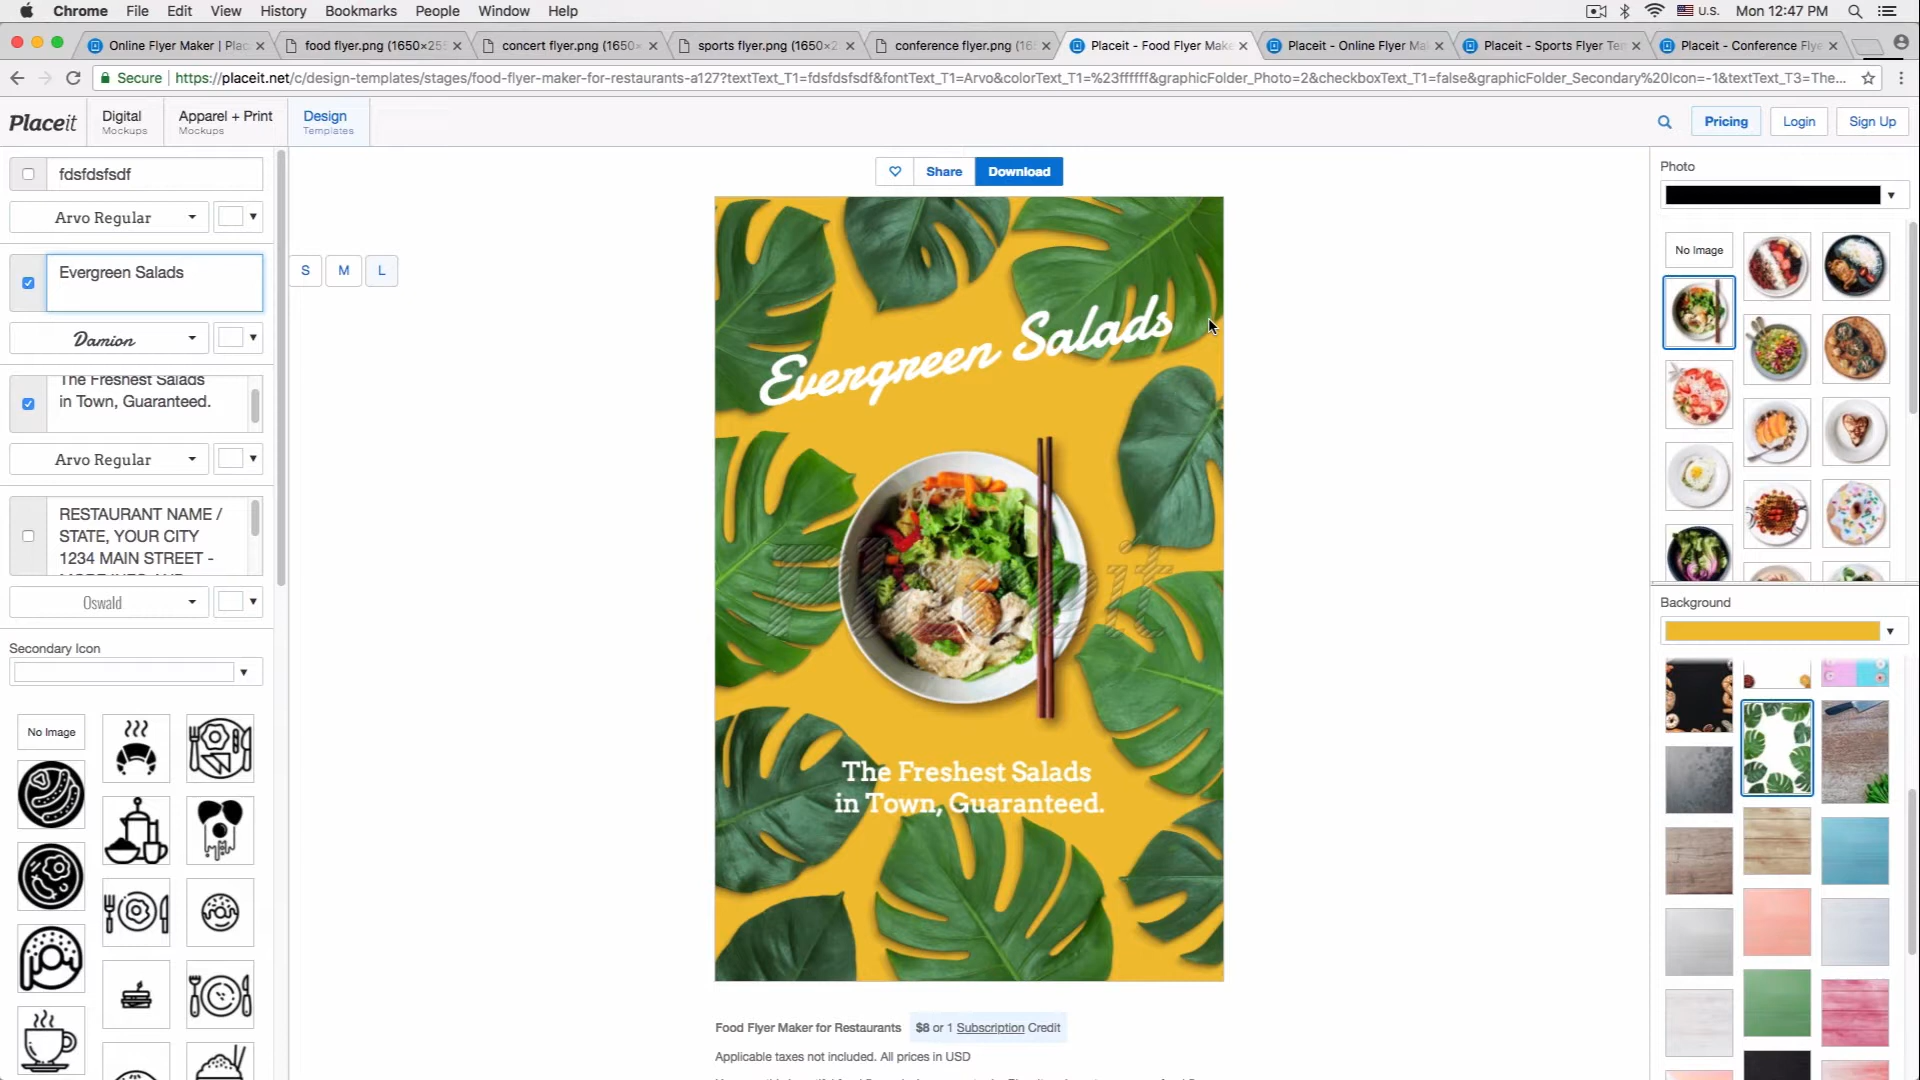 Chrome File Edit View History Bookmarks People Window Help
U.S. Mon 12:47 PM
Online Flyer Maker | Plac
food flyer.png (1650×255
concert flyer.png (1650×
sports flyer.png (1650×2
conference flyer.png (16
Placeit - Food Flyer Make
Placeit - Online Flyer Ma
Placeit - Sports Flyer Te
Placeit - Conference Flye
Secure https://placeit.net/c/design-templates/stages/food-flyer-maker-for-restaurants-a127?textText_T1=fdsfdsfsdf&fontText_T1=Arvo&colorText_T1=%23ffffff&graphicFolder_Photo=2&checkboxText_T1=false&graphicFolder_Secondary%20Icon=-1&textText_T3=The...
Placeit
Digital
Mockups
Apparel + Print
Mockups
Design
Templates
Pricing
Login
Sign Up
fdsfdsfsdf
Arvo Regular
Evergreen Salads
S M L
Damion
The Freshest Salads
in Town, Guaranteed.
Arvo Regular
RESTAURANT NAME /
STATE, YOUR CITY
1234 MAIN STREET -
Oswald
Secondary Icon
No Image
Share
Download
Evergreen Salads
Placeit
The Freshest Salads
in Town, Guaranteed.
Food Flyer Maker for Restaurants $8 or 1 Subscription Credit
Applicable taxes not included. All prices in USD
Photo
No Image
Background